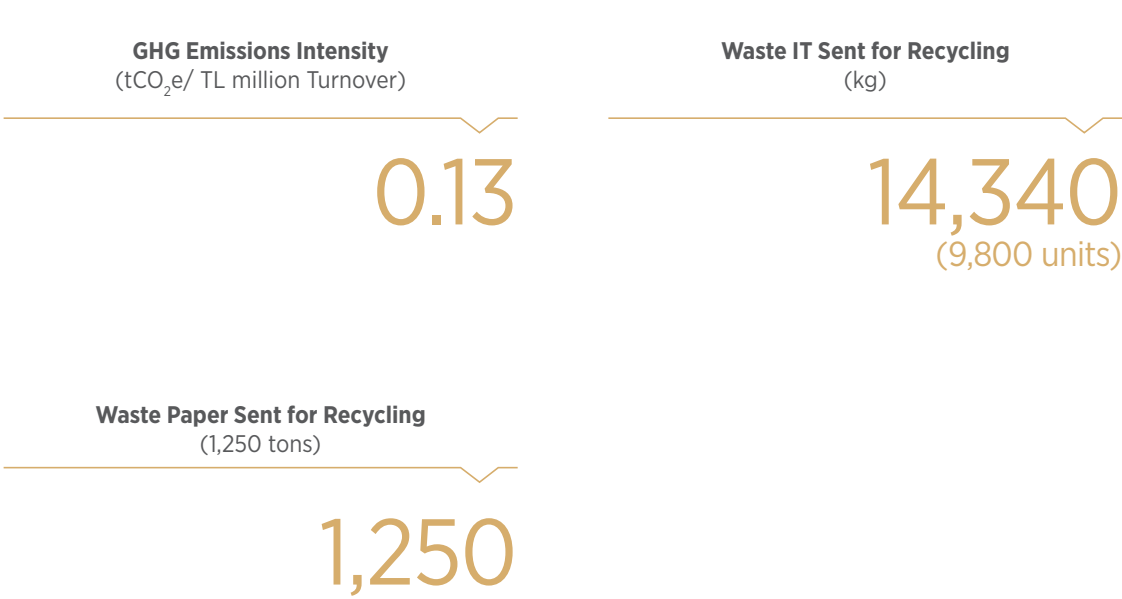 GHG Emissions Intensity
(tCO₂e/ TL million Turnover)
0.13
Waste IT Sent for Recycling
(kg)
14,340
(9,800 units)
Waste Paper Sent for Recycling
(1,250 tons)
1,250